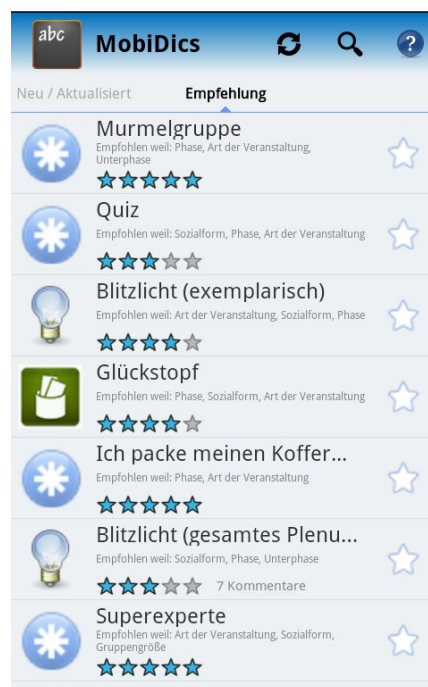 abc MobiDics ?
Neu / Aktualisiert Empfehlung
Murmelgruppe
Empfohlen weil: Phase, Art der Veranstaltung,
Unterphase
Quiz
Empfohlen weil: Sozialform, Phase, Art der Veranstaltung
Blitzlicht (exemplarisch)
Empfohlen weil: Art der Veranstaltung, Sozialform, Phase
Glückstopf
Empfohlen weil: Phase, Sozialform, Art der Veranstaltung
Ich packe meinen Koffer...
Empfohlen weil: Phase, Art der Veranstaltung
Blitzlicht (gesamtes Plenu...
Empfohlen weil: Sozialform, Phase, Unterphase
7 Kommentare
Superexperte
Empfohlen weil: Art der Veranstaltung, Sozialform,
Gruppengröße